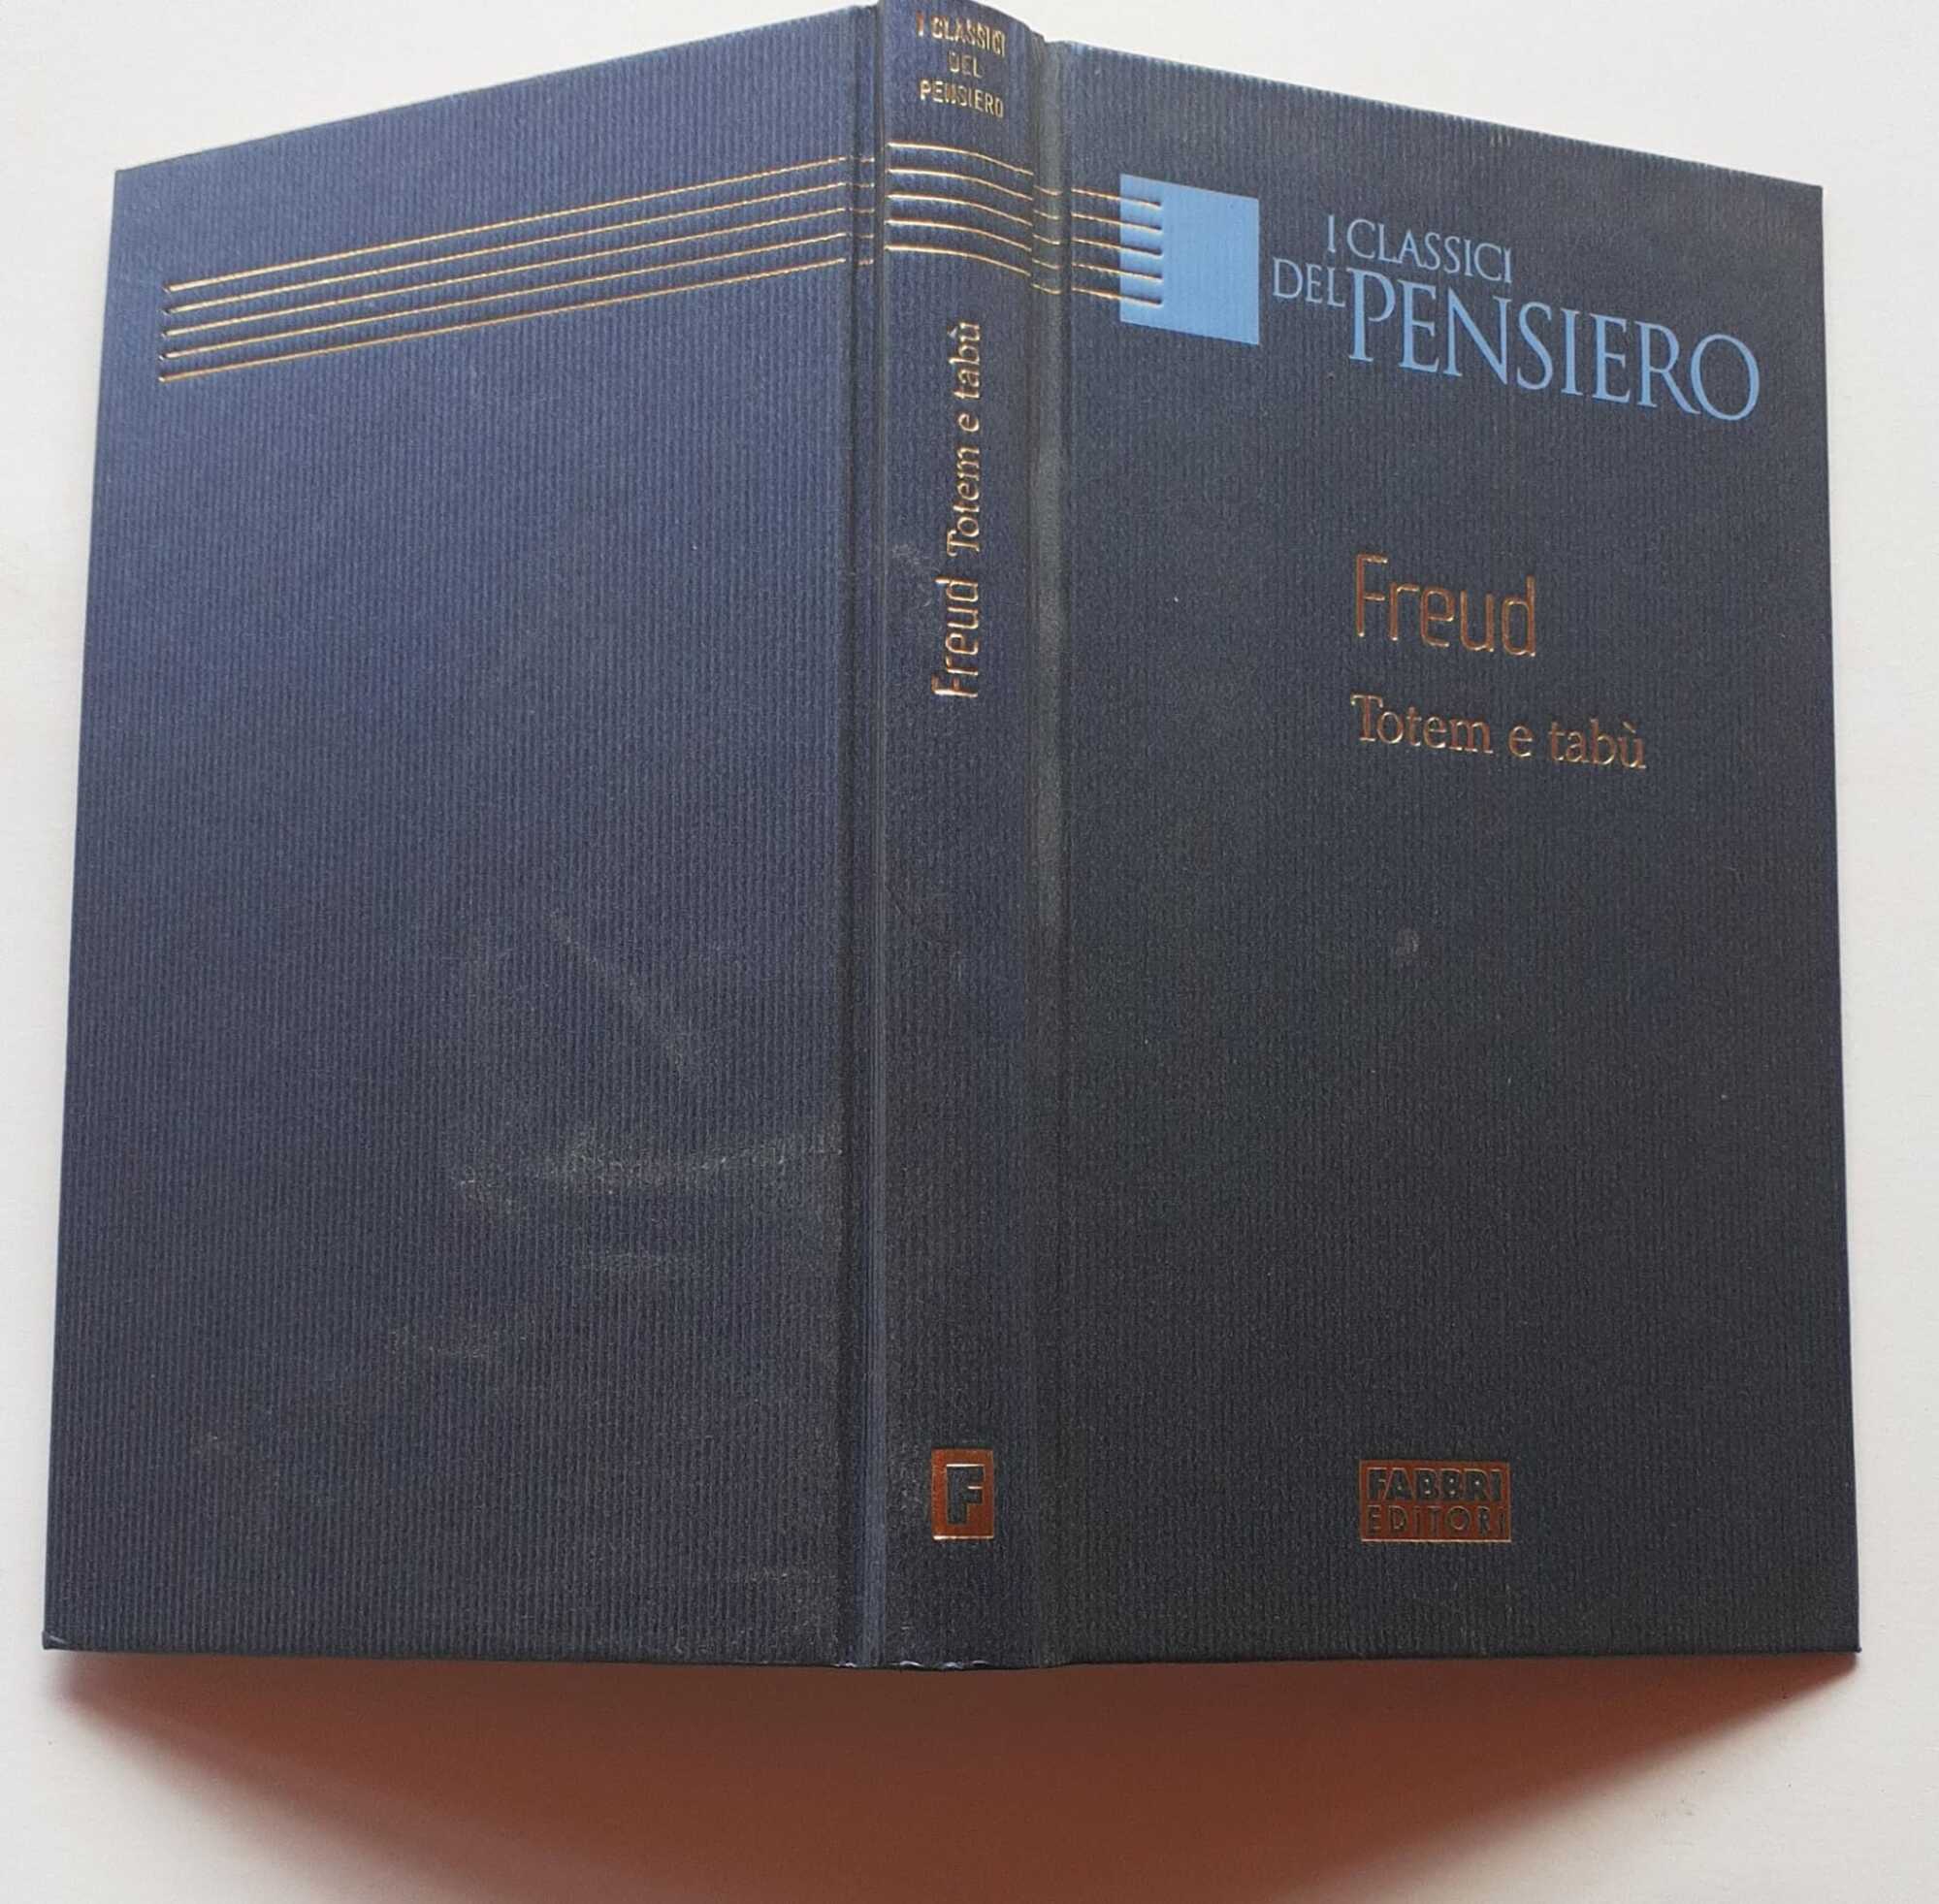 I CLASSICI
DEL
PENSIERO
Freud Totem e tabù
F
I CLASSICI
DEL PENSIERO
Freud
Totem e tabù
FABBRI
EDITORI